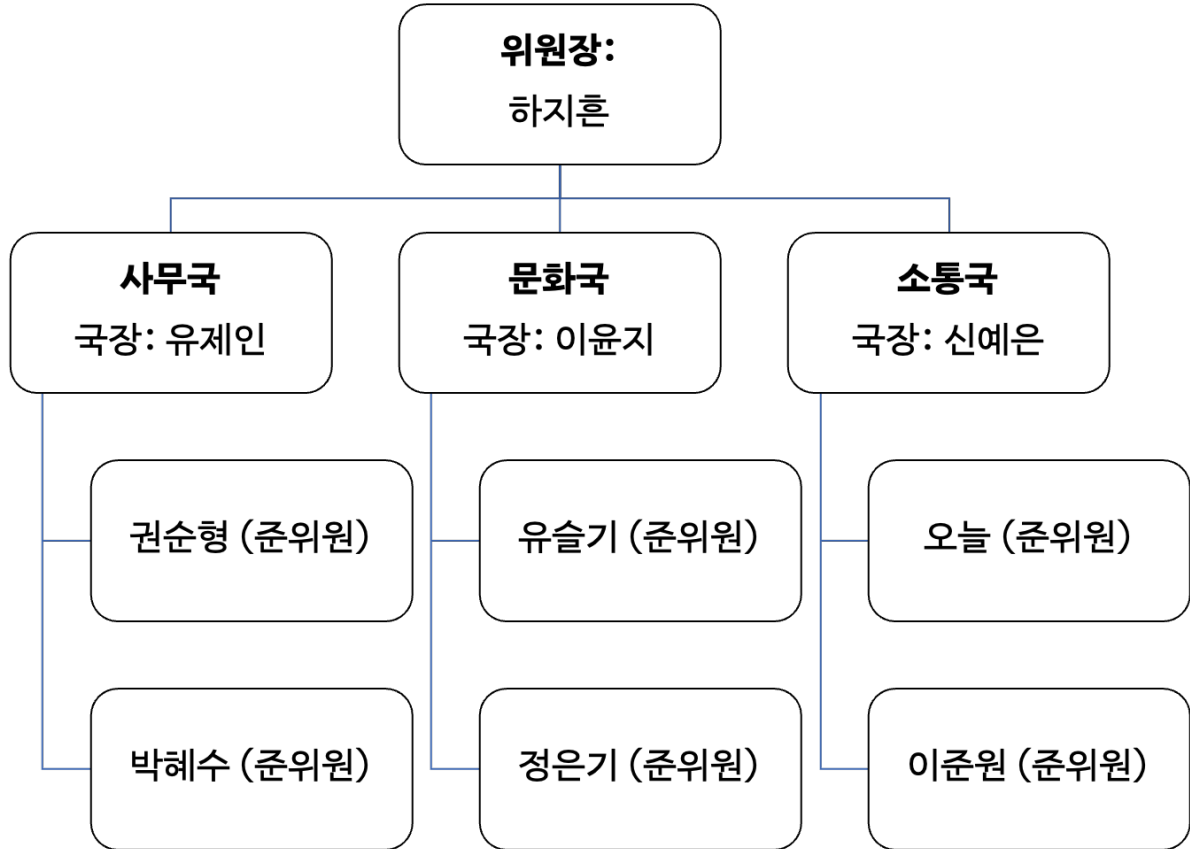 위원장:
하지흔
사무국
국장: 유제인
문화국
국장: 이윤지
소통국
국장: 신예은
권순형 (준위원)
유슬기 (준위원)
오늘 (준위원)
박혜수 (준위원)
정은기 (준위원)
이준원 (준위원)